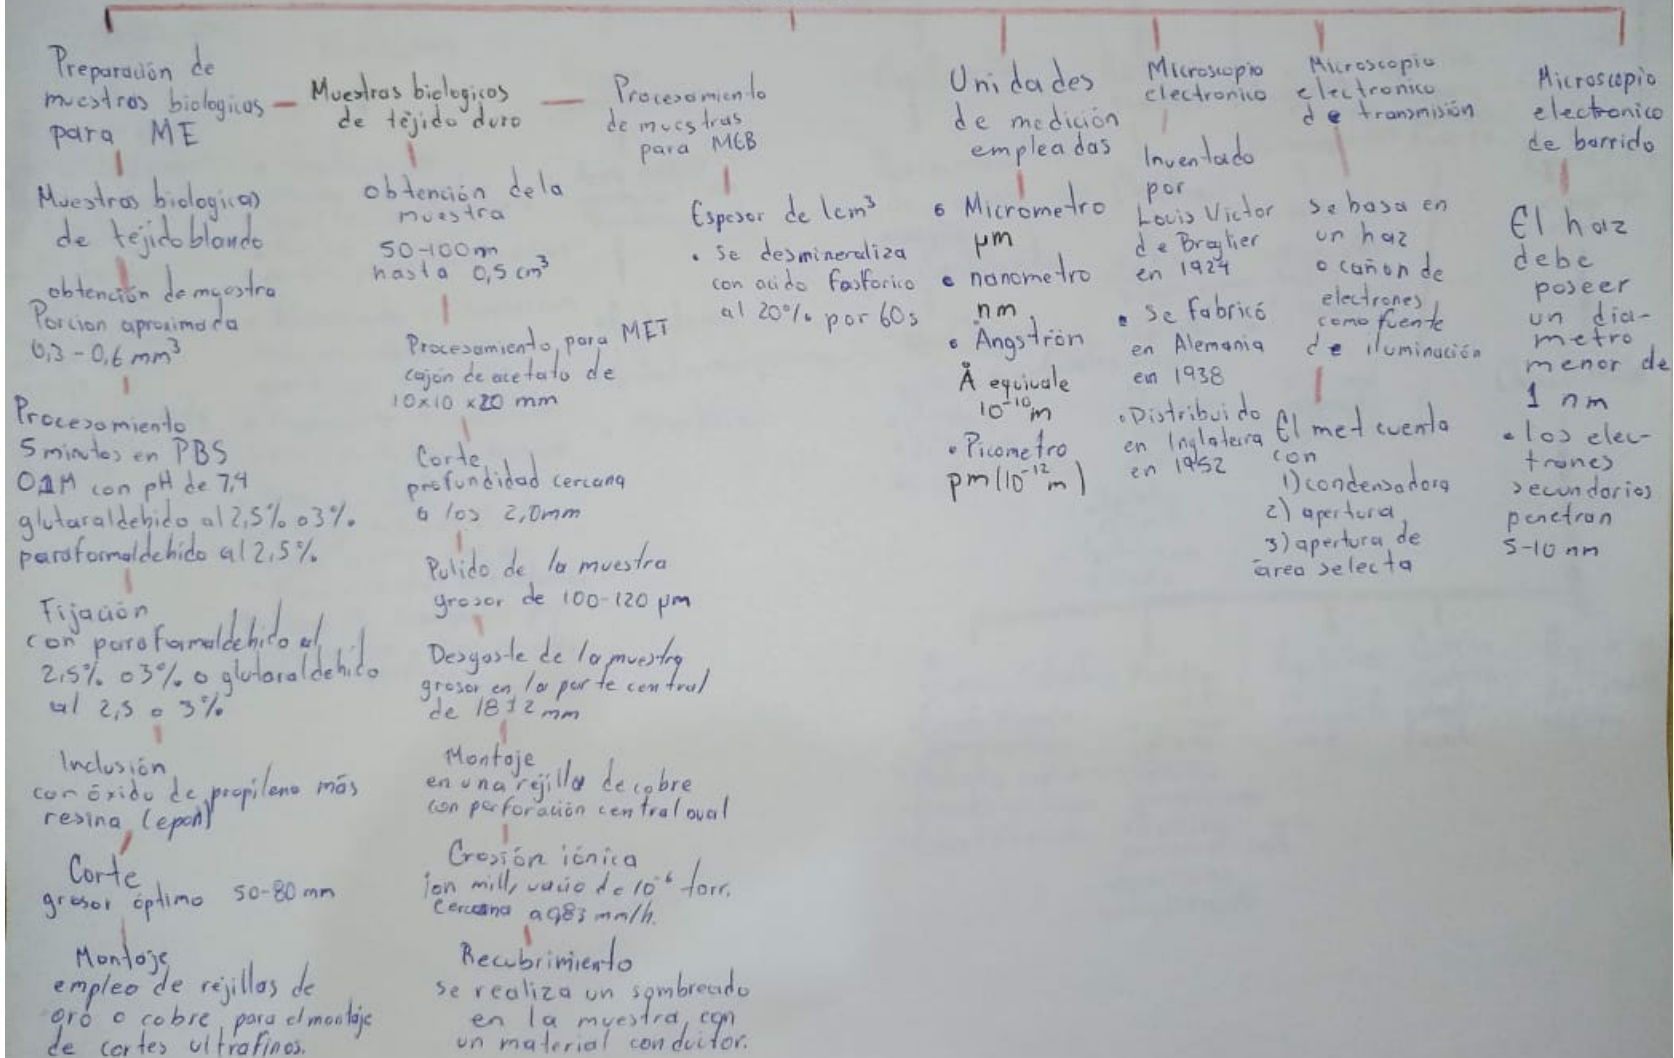 Preparación de
muestras biologicas
para ME
Muestras biologicas
de tejido blando
obtención de muestra
Porcion aproximada
0,3 - 0,6 mm³
Procesamiento
5 minutos en PBS
0.1M con pH de 7,4
glutaraldehido al 2,5% o 3%
paraformaldehido al 2,5%
Fijación
con paraformaldehido al
2,5% o 3% o glutaraldehido
al 2,5 o 3%
Inclusión
con óxido de propileno más
resina (epon)
Corte
grosor óptimo 50-80 mm
Montaje
empleo de rejillas de
oro o cobre para el montaje
de cortes ultrafinos.
Muestras biologicas
de tejido duro
obtención dela
muestra
50-100m
hasta 0,5 cm³
Procesamiento para MET
cajón de acetato de
10x10 x20 mm
Corte
profundidad cercana
a los 2,0mm
Pulido de la muestra
grosor de 100-120 µm
Desgaste de la muestra
grosor en la parte central
de 18±2 mm
Montaje
en una rejilla de cobre
con perforación central oval
Erosión iónica
ion mill, vacio de 10⁻⁶ torr.
cercana a 983 mm/h.
Recubrimiento
se realiza un sombreado
en la muestra, con
un material conductor.
Procesamiento
de muestras
para MEB
Espesor de 1cm³
• se desmineraliza
con acido fosforico
al 20% por 60s
Unidades
de medición
empleadas
• Micrometro
µm
• nanometro
nm
• Angstrón
Å equivale
10⁻¹⁰m
• Picometro
pm (10⁻¹²m)
Microscopio
electronico
Inventado
por
Louis Victor
de Broglier
en 1924
• Se Fabricó
en Alemania
en 1938
• Distribuido
en Inglaterra
en 1952
Microscopio
electronico
de transmisión
se basa en
un haz
o cañon de
electrones
como fuente
de iluminación
El met cuenta
con
1) condensadora
2) apertura
3) apertura de
área selecta
Microscopio
electronico
de barrido
El haz
debe
poseer
un dia-
metro
menor de
1 nm
• los elec-
trones
secundarios
penetran
5-10 nm